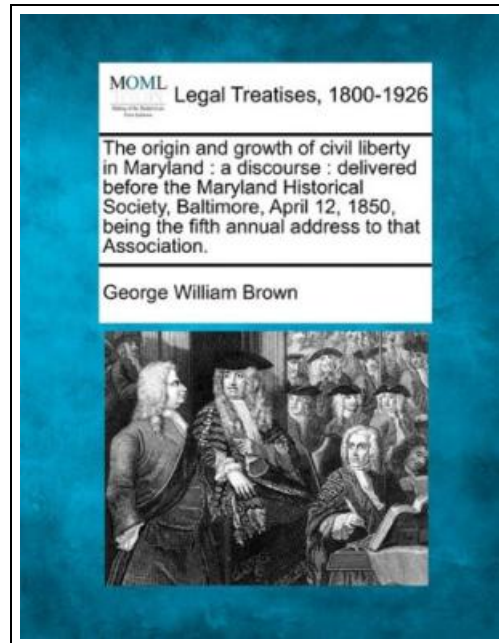 MOML
Legal Treatises, 1800-1926
The origin and growth of civil liberty
in Maryland : a discourse : delivered
before the Maryland Historical
Society, Baltimore, April 12, 1850,
being the fifth annual address to that
Association.
George William Brown